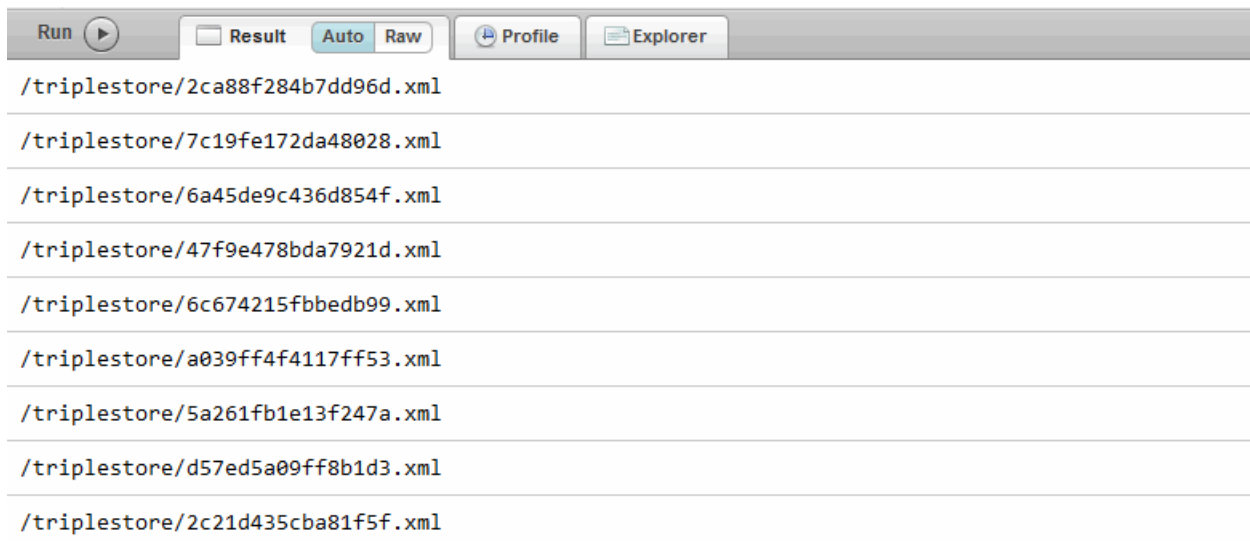 Run Result Auto Raw Profile Explorer
/triplestore/2ca88f284b7dd96d.xml
/triplestore/7c19fe172da48028.xml
/triplestore/6a45de9c436d854f.xml
/triplestore/47f9e478bda7921d.xml
/triplestore/6c674215fbbedb99.xml
/triplestore/a039ff4f4117ff53.xml
/triplestore/5a261fb1e13f247a.xml
/triplestore/d57ed5a09ff8b1d3.xml
/triplestore/2c21d435cba81f5f.xml